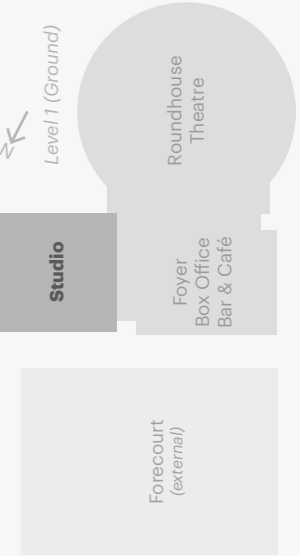 Level 1 (Ground)
N
Roundhouse
Theatre
Studio
Foyer
Box Office
Bar & Café
Forecourt
(external)